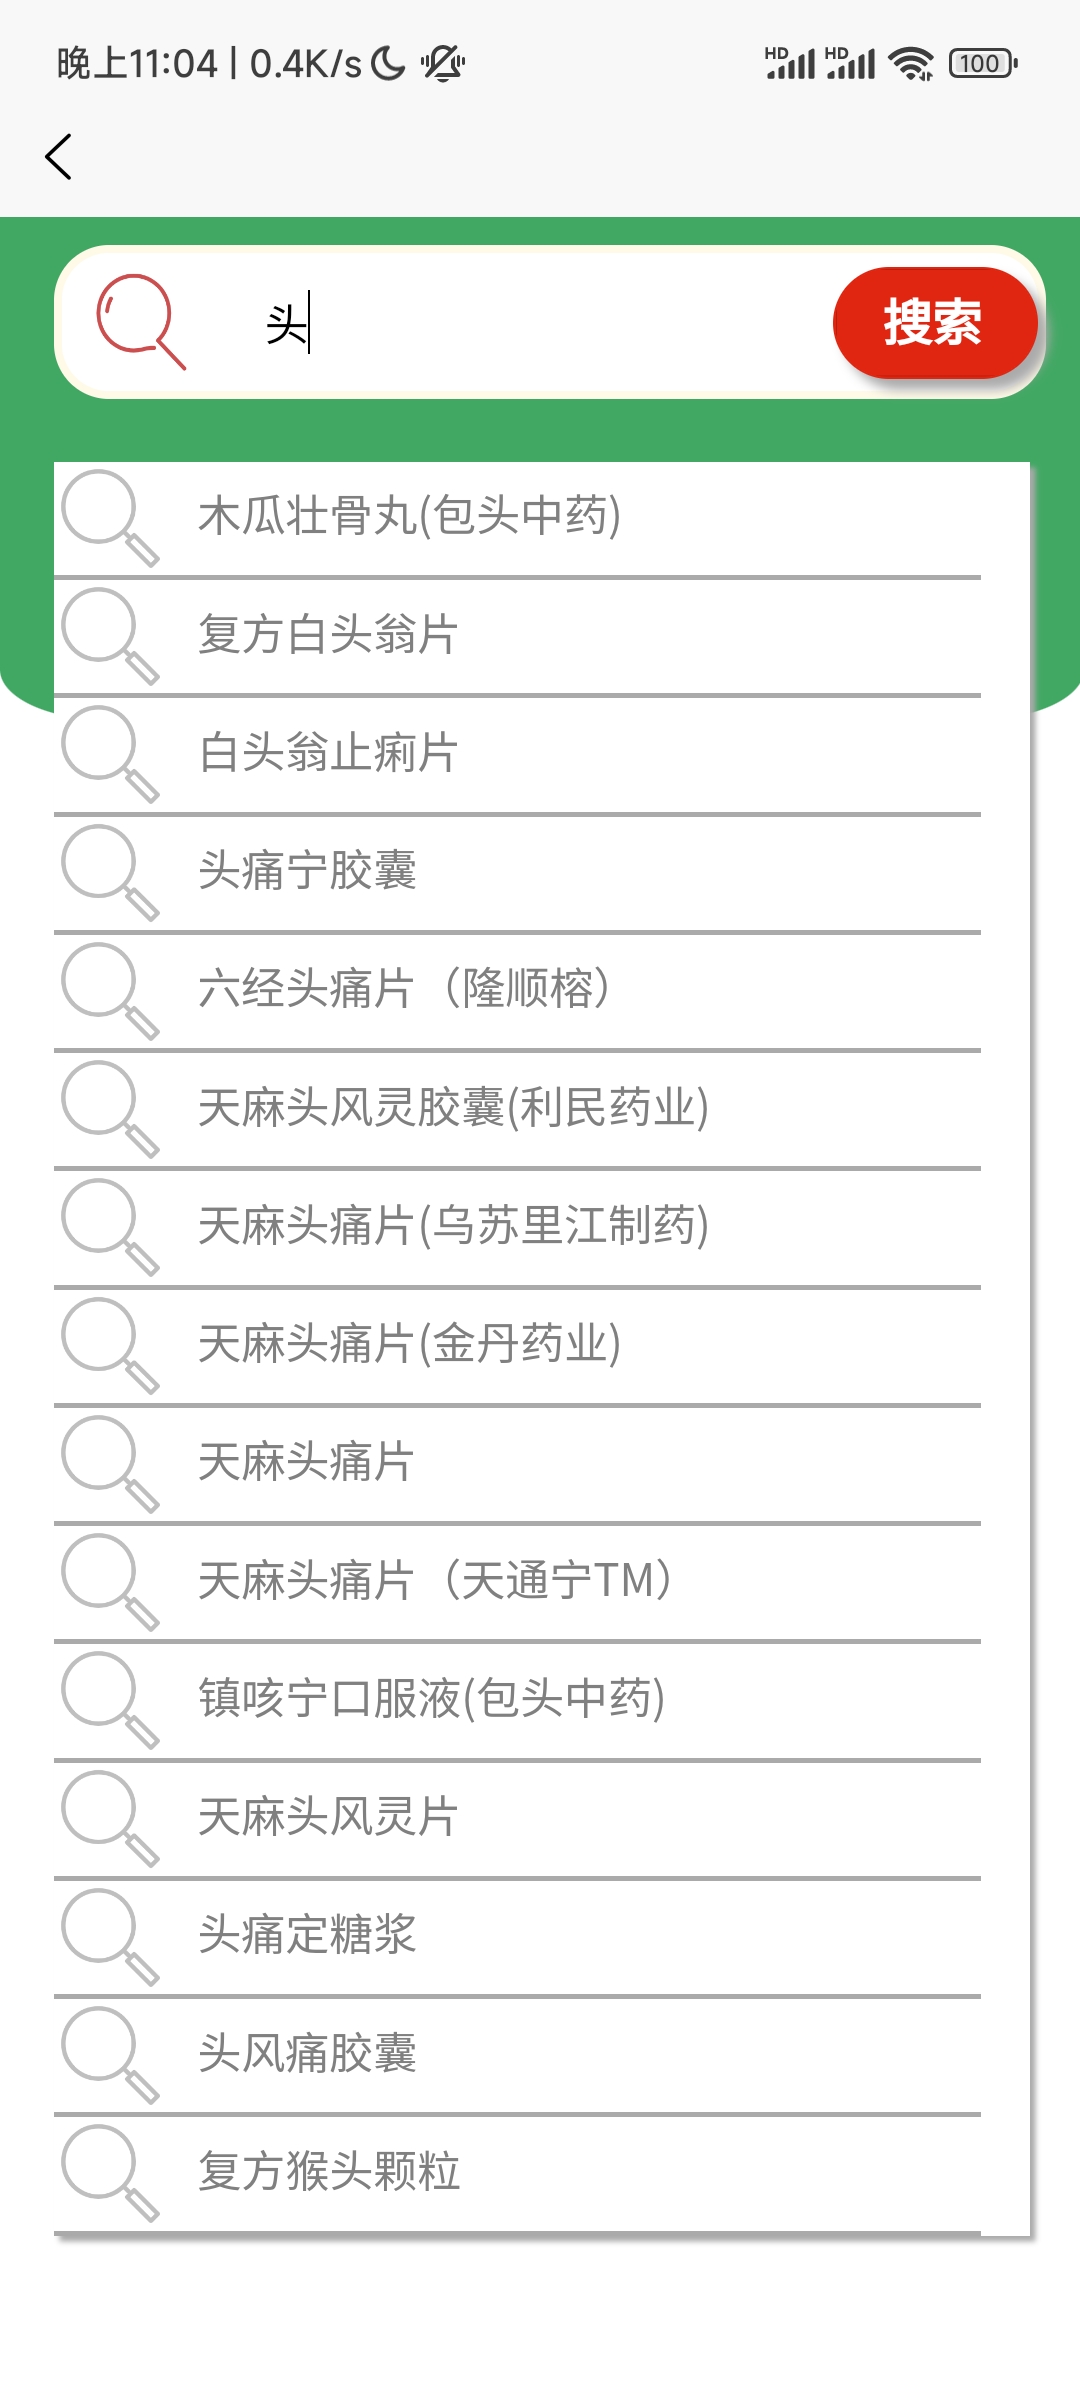 晚上11:04 | 0.4K/s HD HD 100
头 搜索
木瓜壮骨丸(包头中药)
复方白头翁片
白头翁止痢片
头痛宁胶囊
六经头痛片（隆顺榕）
天麻头风灵胶囊(利民药业)
天麻头痛片(乌苏里江制药)
天麻头痛片(金丹药业)
天麻头痛片
天麻头痛片（天通宁TM）
镇咳宁口服液(包头中药)
天麻头风灵片
头痛定糖浆
头风痛胶囊
复方猴头颗粒